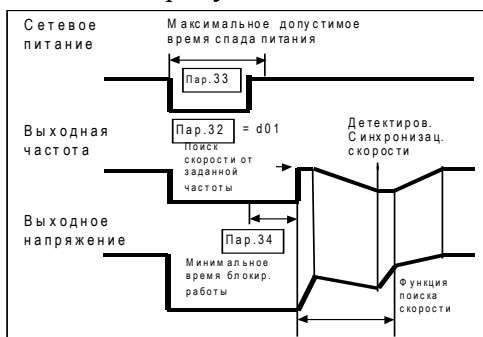 Сетевое
питание
Максимальное допустимое
время спада питания
Пар.33
Выходная
частота
Пар.32 = d01
Поиск
скорости от
заданной
частоты
Детектиров.
Синхронизац.
скорости
Выходное
напряжение
Пар.34
Минимальное
время блокир.
работы
Функция
поиска
скорости